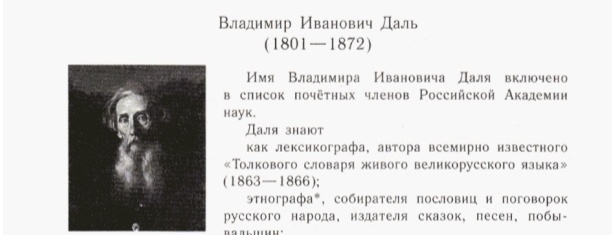 Владимир Иванович Даль
(1801—1872)
Имя Владимира Ивановича Даля включено
в список почётных членов Российской Академии
наук.
Даля знают
как лексикографа, автора всемирно известного
«Толкового словаря живого великорусского языка»
(1863—1866);
этнографа*, собирателя пословиц и поговорок
русского народа, издателя сказок, песен, побы-
вальщин;